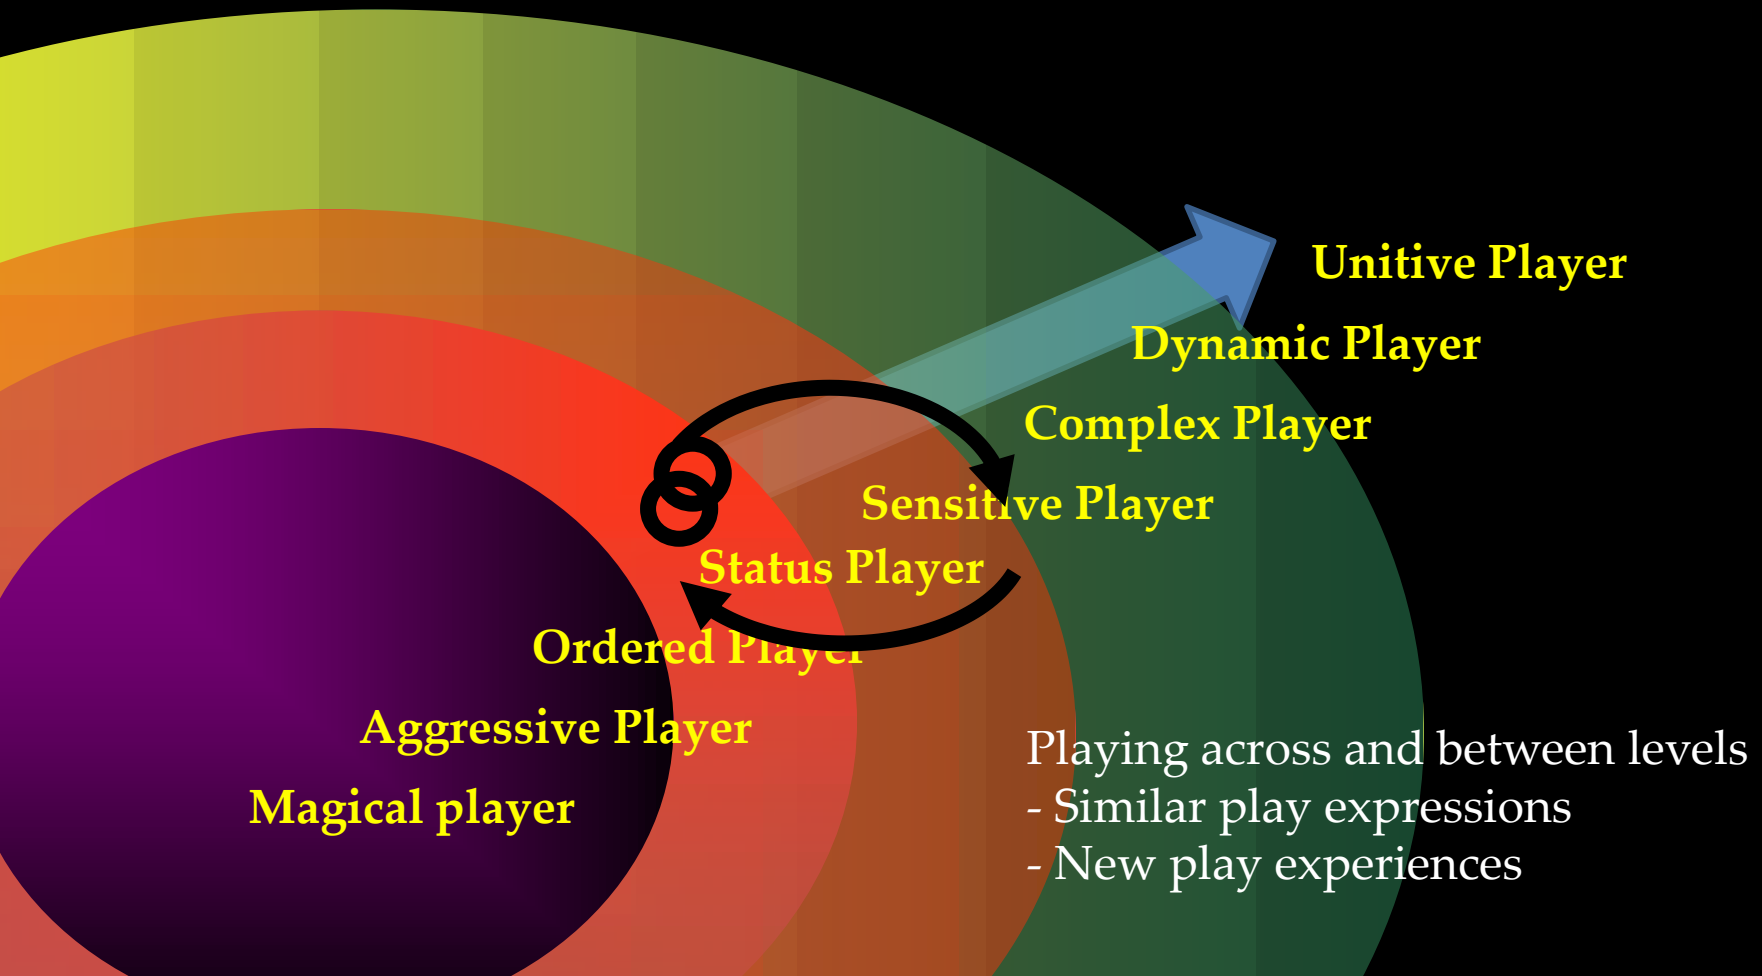 Unitive Player
Dynamic Player
Complex Player
Sensitive Player
Status Player
Ordered Player
Aggressive Player
Magical player
Playing across and between levels
- Similar play expressions
- New play experiences